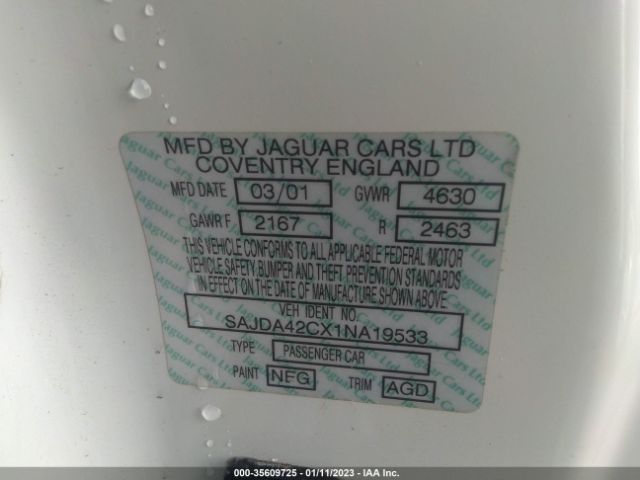 MFD BY JAGUAR CARS LTD
COVENTRY ENGLAND
MFD DATE 03/01 GVWR 4630
GAWR F. 2167 R 2463
THIS VEHICLE CONFORMS TO ALL APPLICABLE FEDERAL MOTOR
VEHICLE SAFETY, BUMPER AND THEFT PREVENTION STANDARDS
IN EFFECT ON THE DATE OF MANUFACTURE SHOWN ABOVE
VEH IDENT NO.
SAJDA42CX1NA19533
TYPE PASSENGER CAR
PAINT NFG TRIM AGD
000-35609725 - 01/11/2023 - IAA Inc.